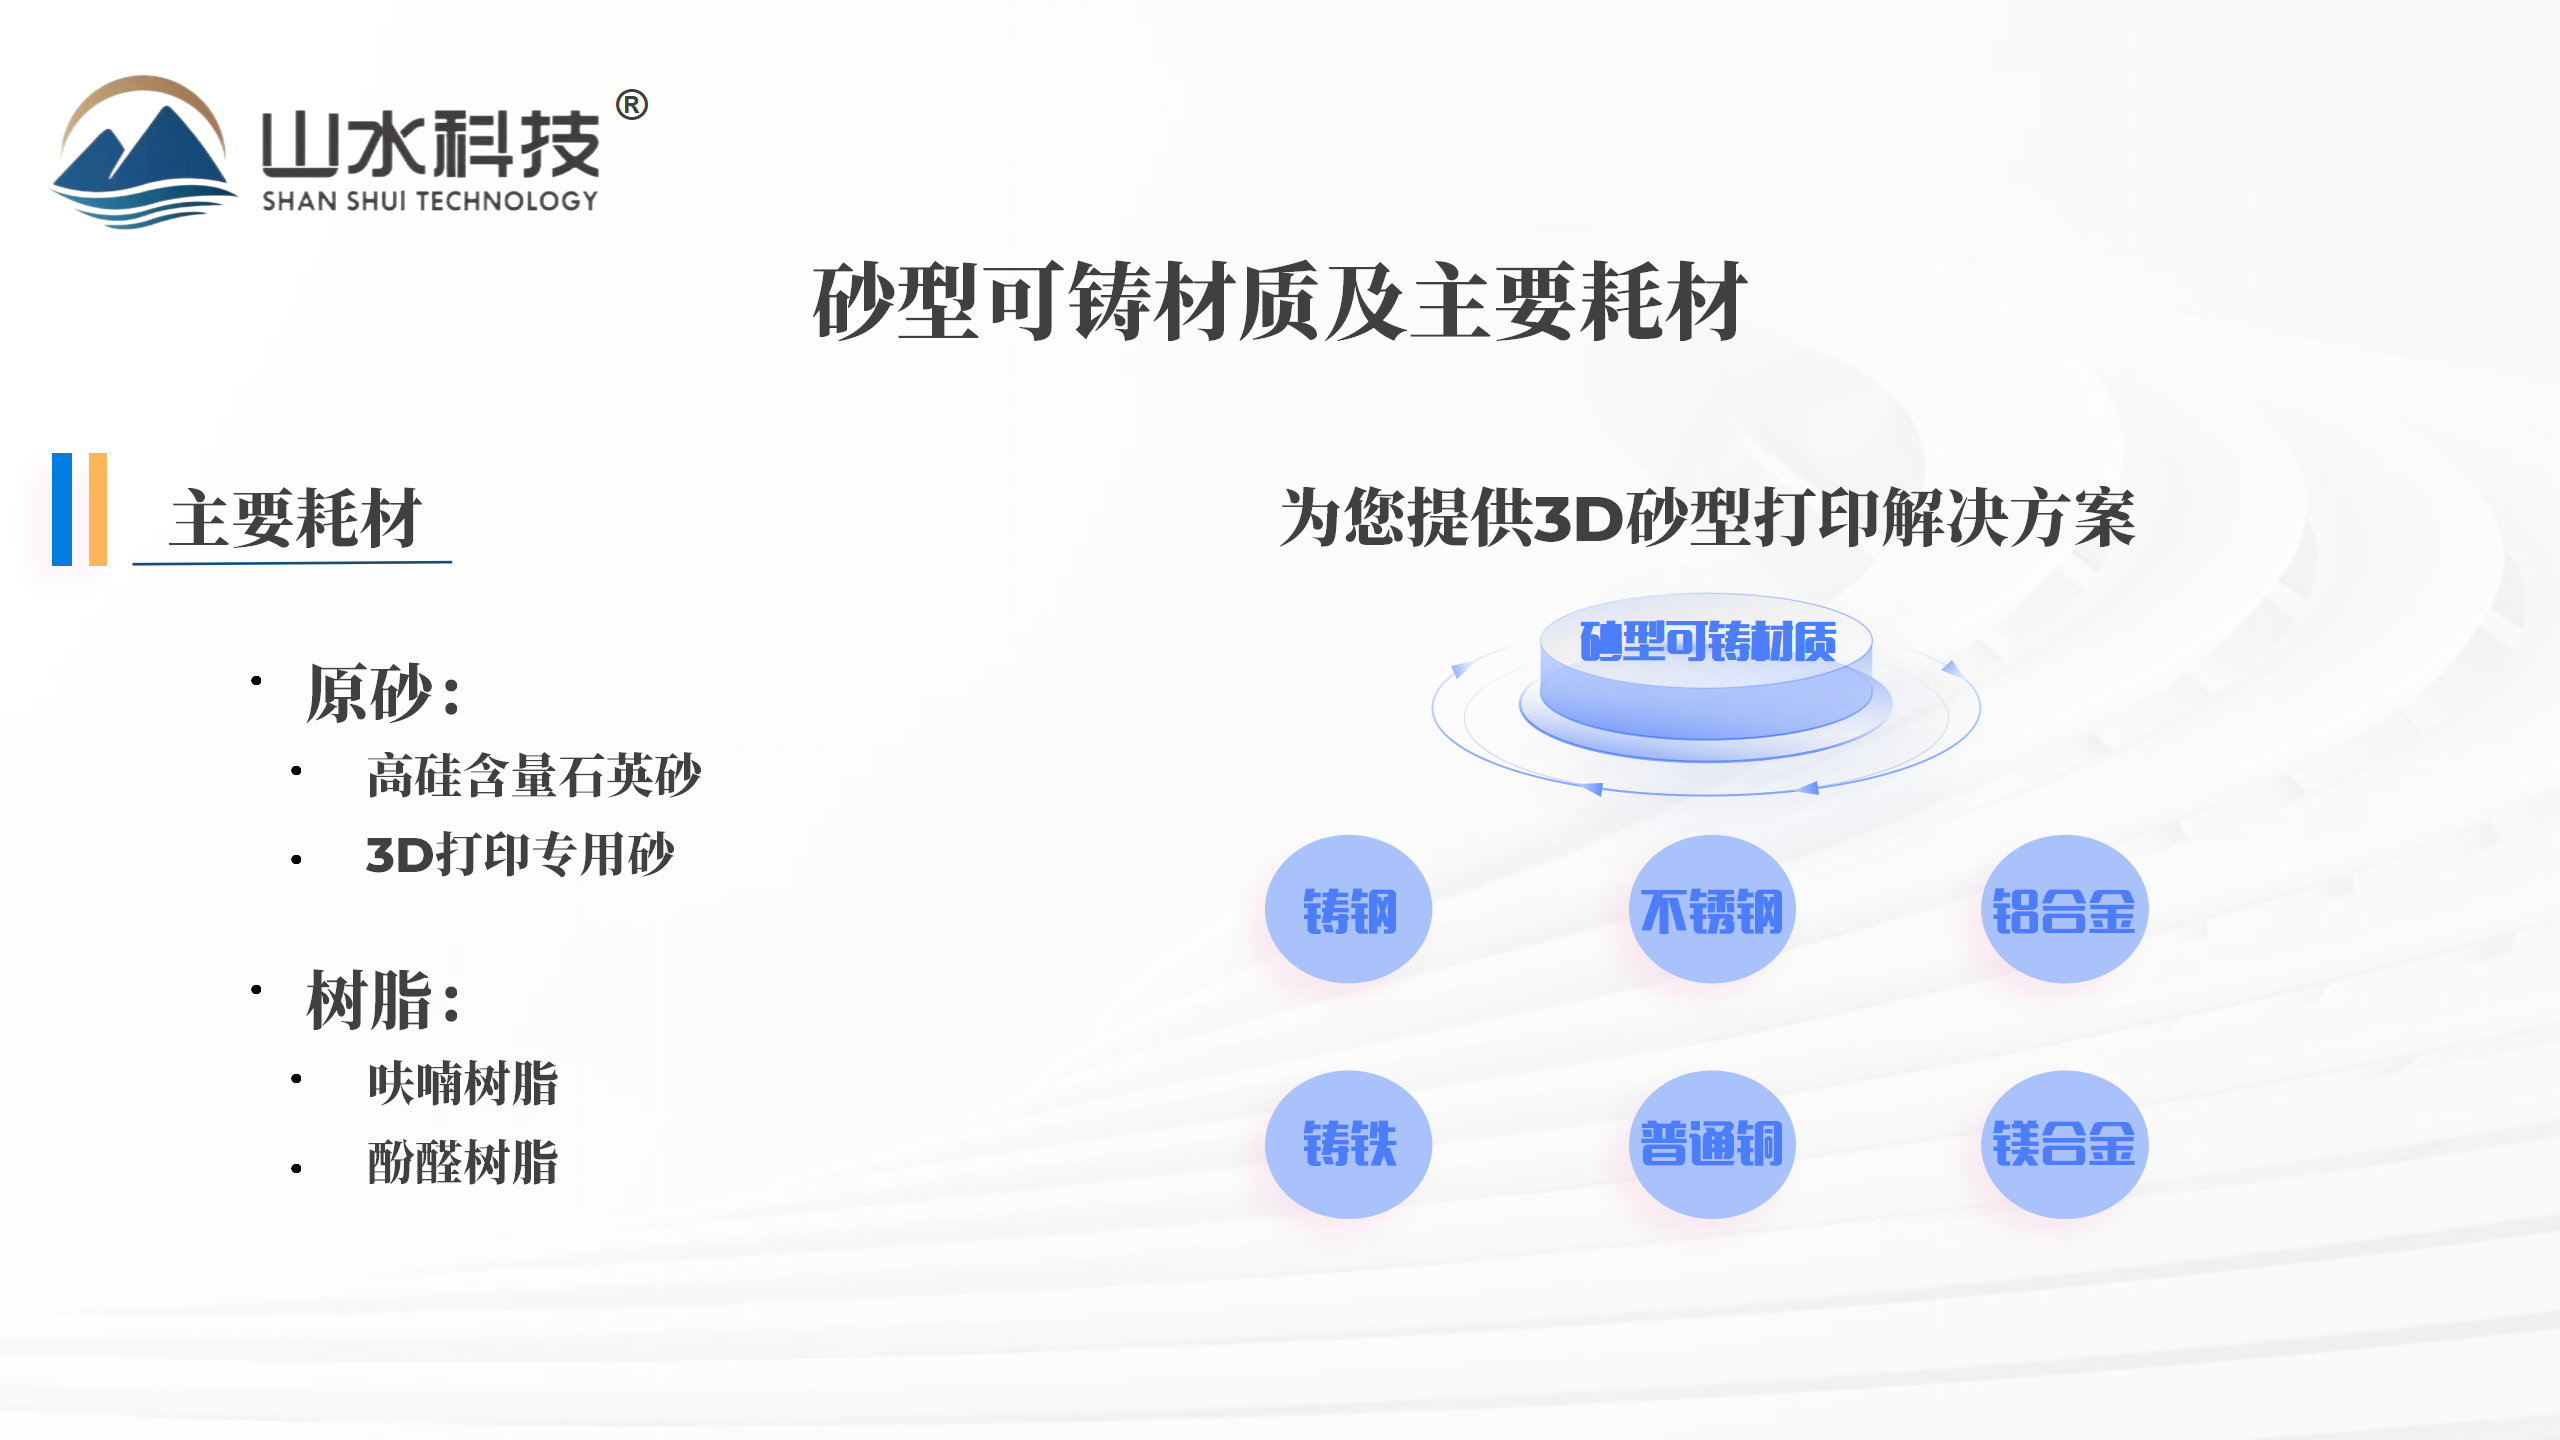 山水科技®
SHAN SHUI TECHNOLOGY
砂型可铸材质及主要耗材
主要耗材
• 原砂：
• 高硅含量石英砂
• 3D打印专用砂
• 树脂：
• 呋喃树脂
• 酚醛树脂
为您提供3D砂型打印解决方案
砂型可铸材质
铸钢 不锈钢 铝合金
铸铁 普通铜 镁合金